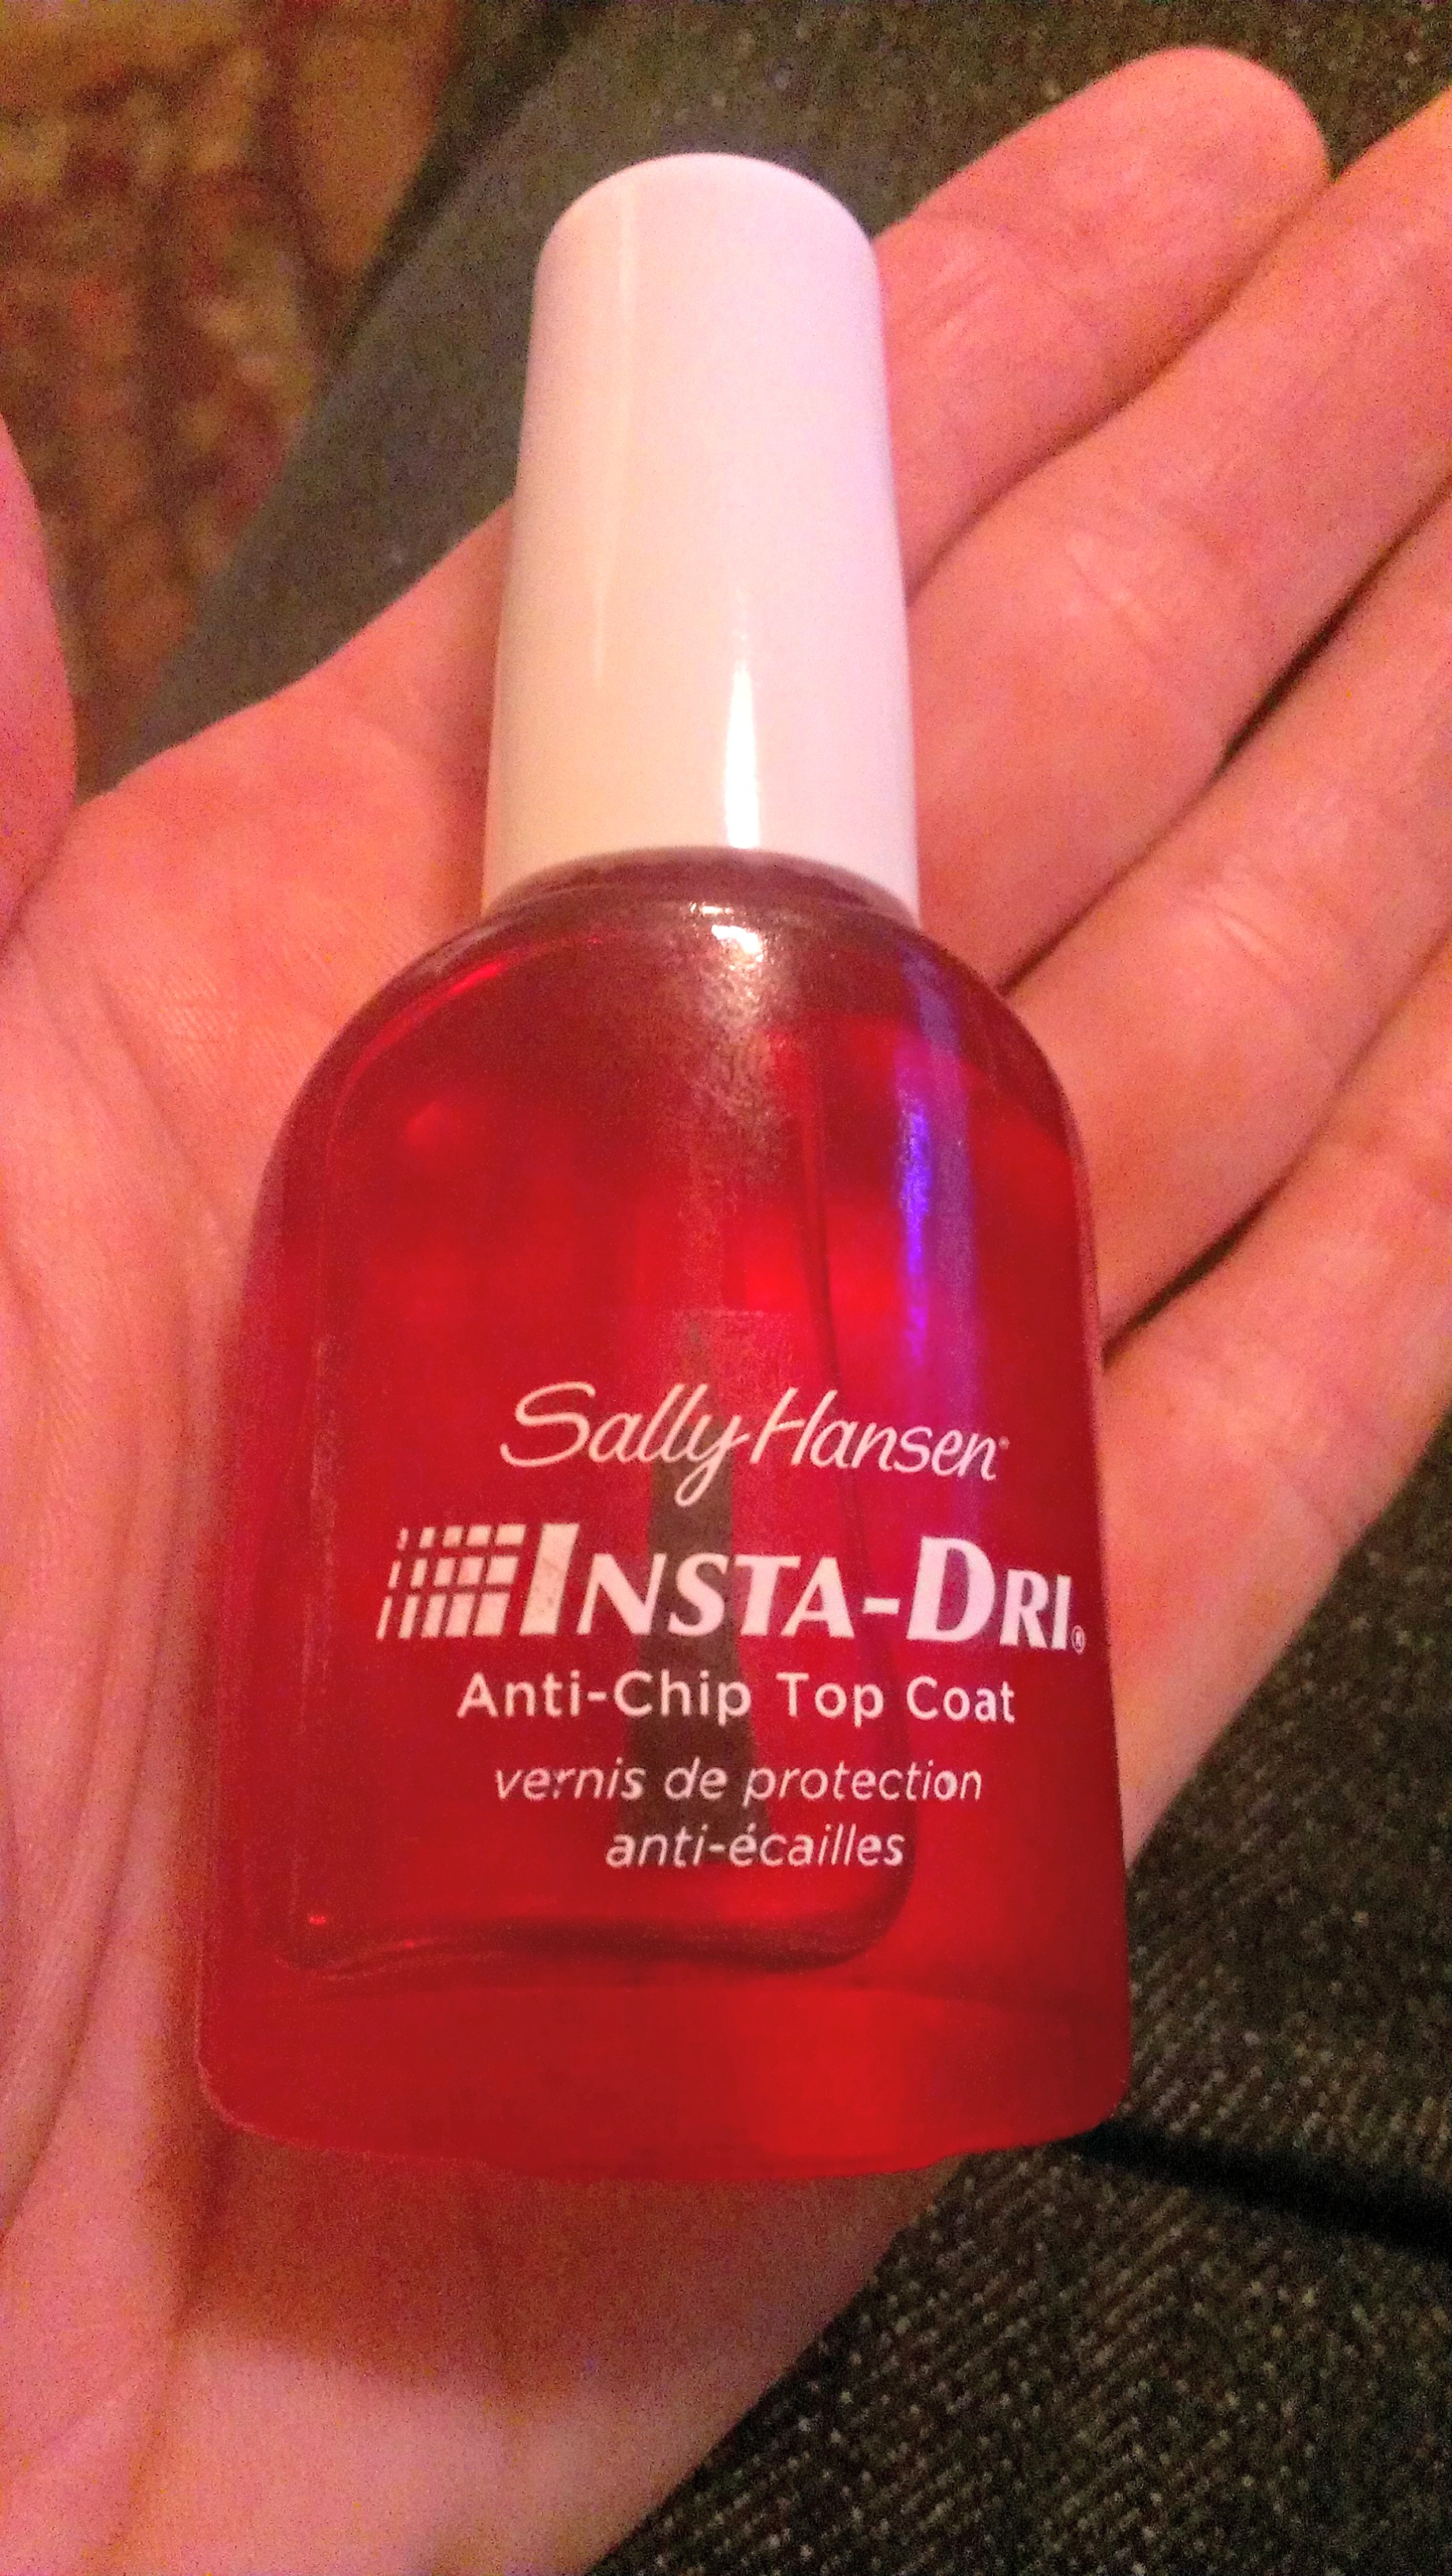 Sally Hansen®
INSTA-DRI®
Anti-Chip Top Coat
vernis de protection
anti-écailles